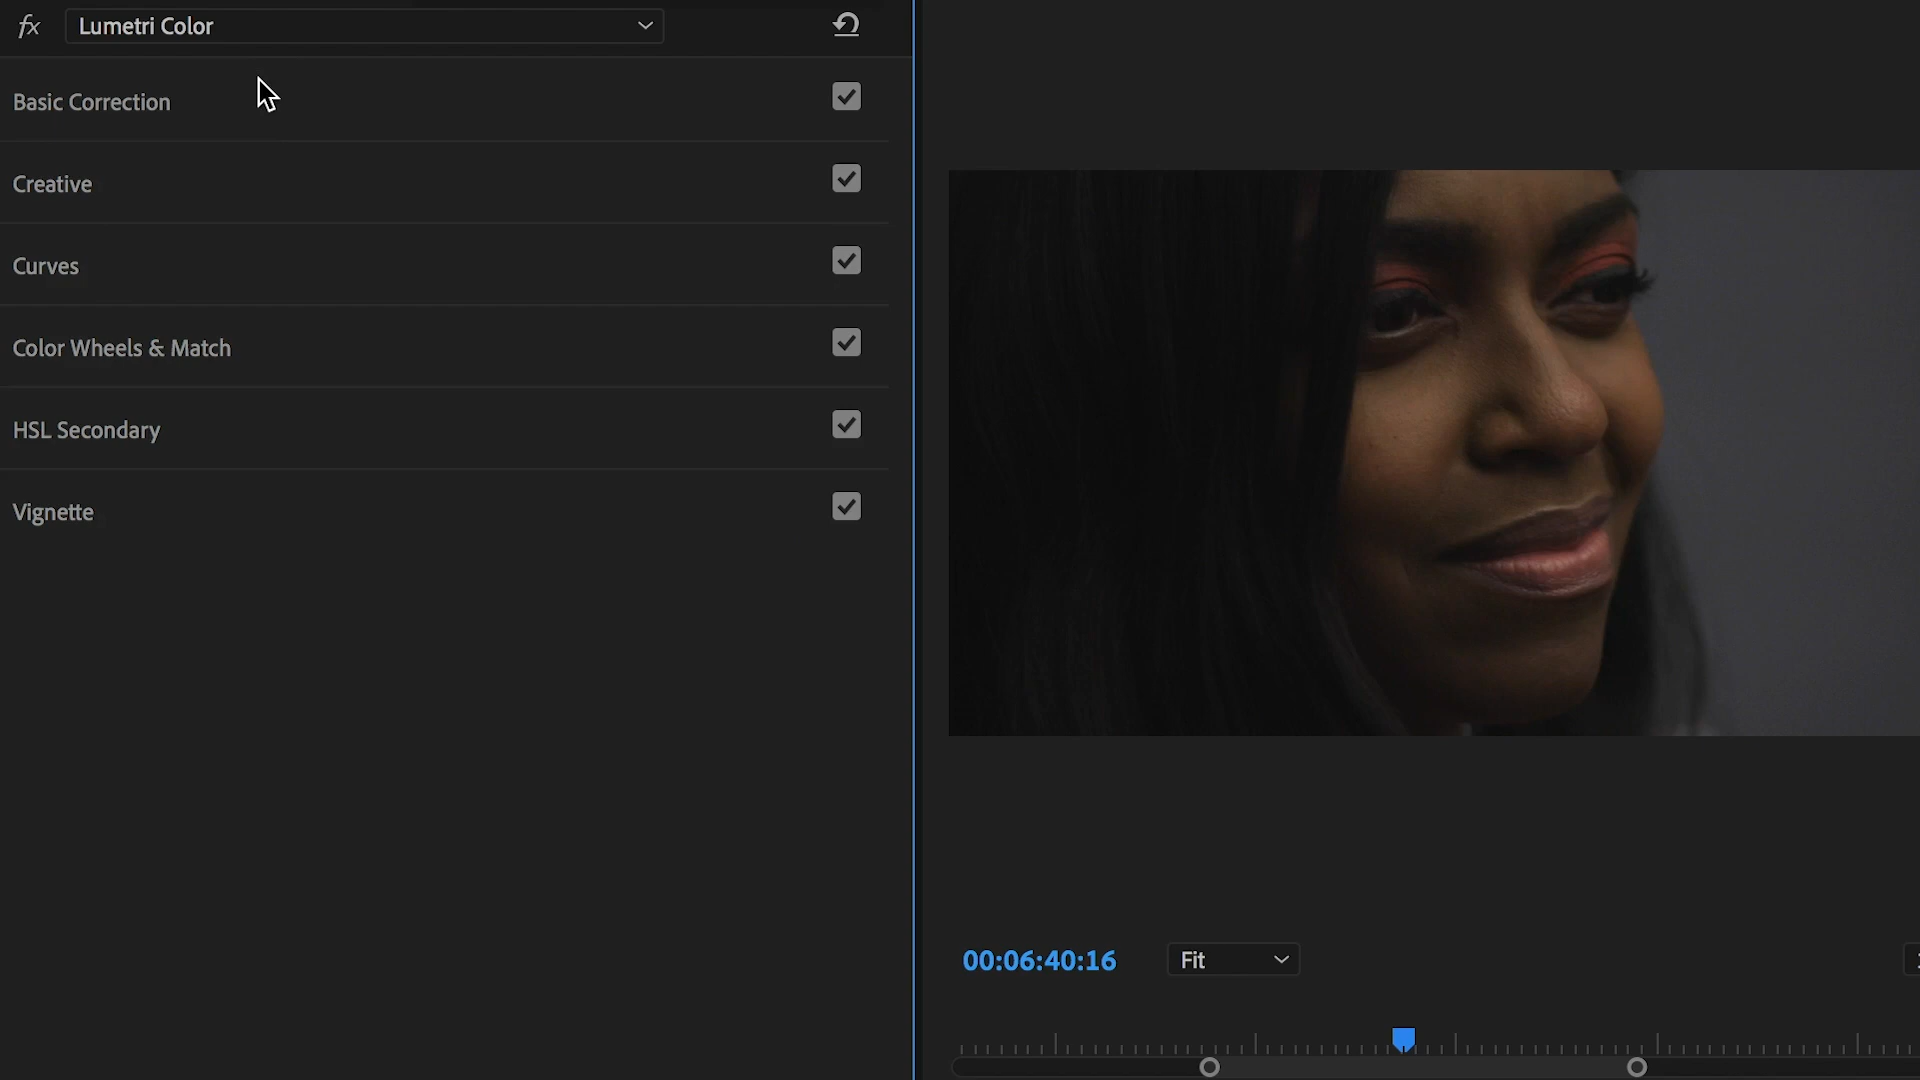 fx Lumetri Color
Basic Correction
Creative
Curves
Color Wheels & Match
HSL Secondary
Vignette
00:06:40:16 Fit